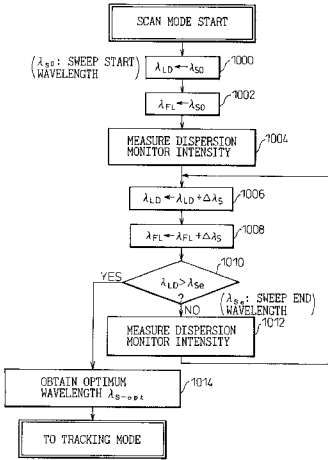 SCAN MODE START
(λS0: SWEEP START
WAVELENGTH)
λLD←λS0
1000
1002
λFL←λS0
1004
MEASURE DISPERSION
MONITOR INTENSITY
1006
λLD←λLD+ΔλS
1008
λFL←λFL+ΔλS
1010
YES
λLD>λSe
?
NO
(λSe: SWEEP END
WAVELENGTH)
1012
MEASURE DISPERSION
MONITOR INTENSITY
1014
OBTAIN OPTIMUM
WAVELENGTH λS-opt
TO TRACKING MODE